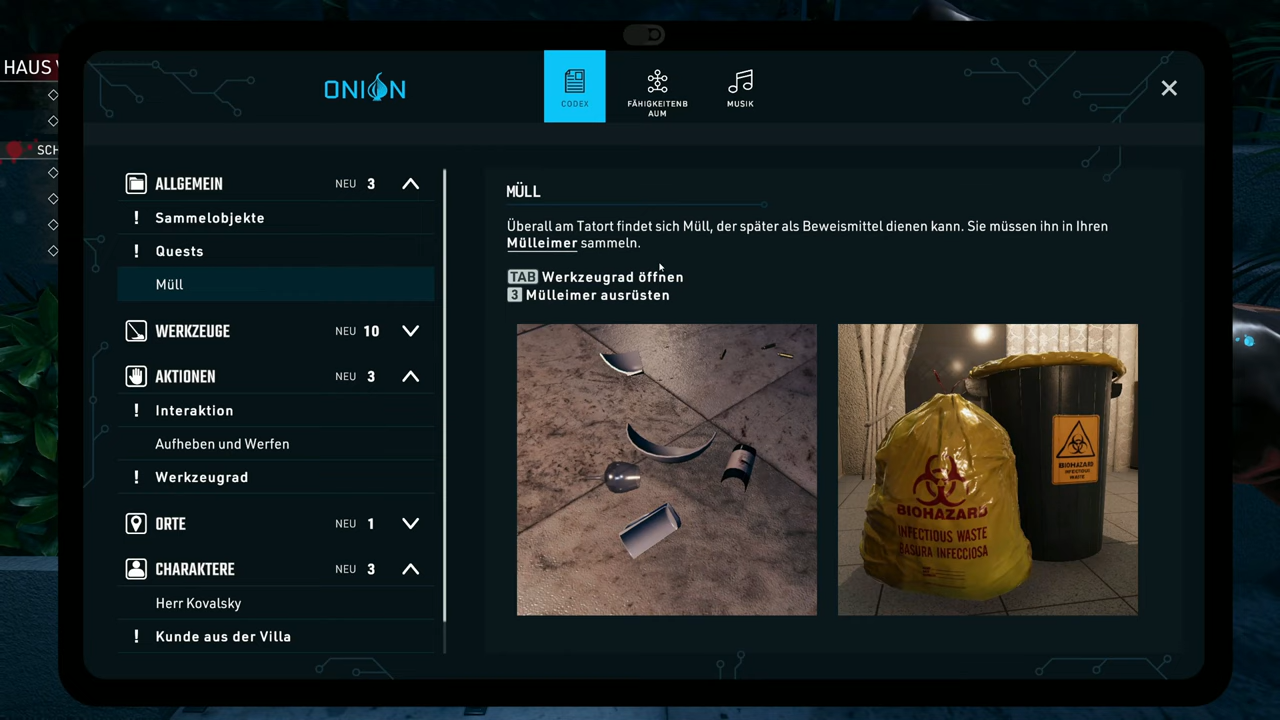 HAUS
SCH
ONION
CODEX
FÄHIGKEITENB
AUM
MUSIK
ALLGEMEIN NEU 3
! Sammelobjekte
! Quests
Müll
WERKZEUGE NEU 10
AKTIONEN NEU 3
! Interaktion
Aufheben und Werfen
! Werkzeugrad
ORTE NEU 1
CHARAKTERE NEU 3
Herr Kovalsky
! Kunde aus der Villa
MÜLL
Überall am Tatort findet sich Müll, der später als Beweismittel dienen kann. Sie müssen ihn in Ihren
Mülleimer sammeln.
TAB Werkzeugrad öffnen
3 Mülleimer ausrüsten
BIOHAZARD
INFECTIOUS WASTE
BASURA INFECCIOSA
BIOHAZARD
INFECTIOUS
WASTE